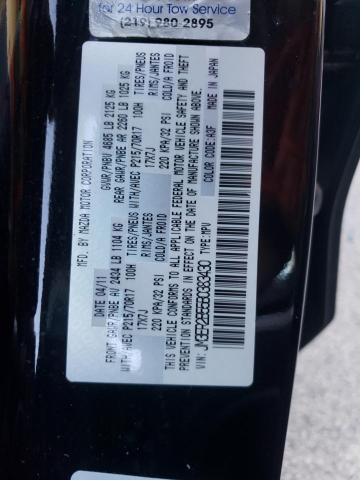 for 24 Hour Tow Service
(219) 980-2895
MFD. BY MAZDA MOTOR CORPORATION
DATE 04/11
GVWR/PNBV 4685 LB 2125 KG
FRONT GAWR/PNBE AV 2434 LB 1104 KG
REAR GAWR/PNBE AR 2260 LB 1025 KG
WITH/AVEC P215/70R17 100H TIRES/PNEUS
WITH/AVEC P215/70R17 100H TIRES/PNEUS
17X7J RIMS/JANTES
17X7J RIMS/JANTES
220 KPA/32 PSI COLD/A FROID
220 KPA/32 PSI COLD/A FROID
THIS VEHICLE CONFORMS TO ALL APPLICABLE FEDERAL MOTOR VEHICLE SAFETY AND THEFT
PREVENTION STANDARDS IN EFFECT ON THE DATE OF MANUFACTURE SHOWN ABOVE.
MADE IN JAPAN
VIN: TYPE:MPV COLOR CODE:A3F